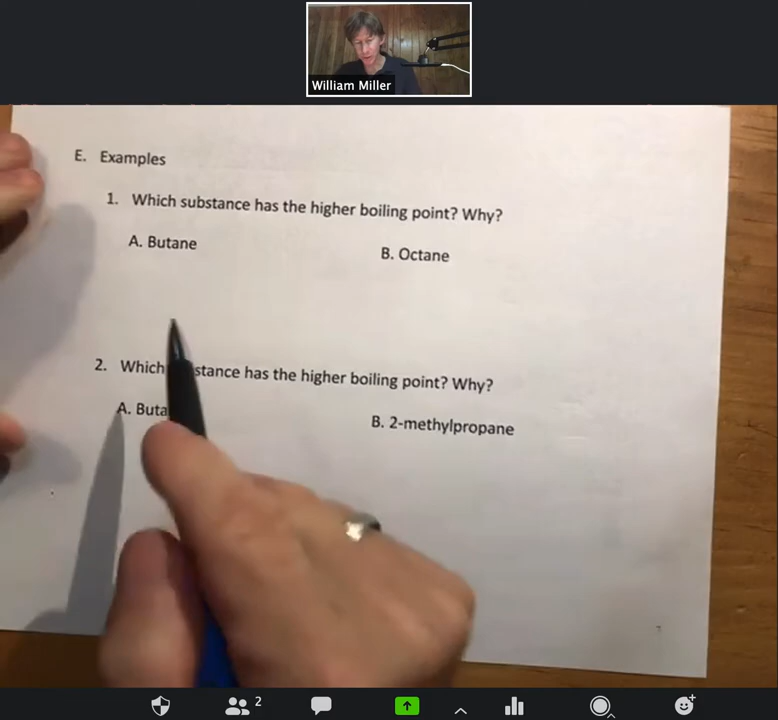 William Miller
E. Examples
1. Which substance has the higher boiling point? Why?
A. Butane
B. Octane
2. Which stance has the higher boiling point? Why?
A. Buta
B. 2-methylpropane
2